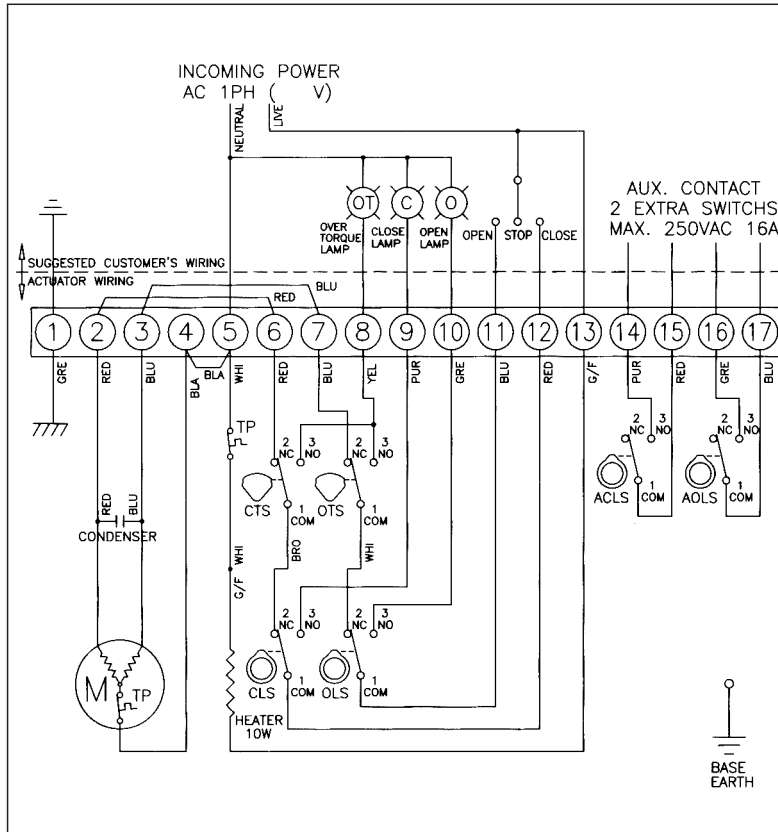 INCOMING POWER
AC 1PH ( V)
NEUTRAL
LIVE
OT
C
O
OVER
TORQUE
LAMP
CLOSE
LAMP
OPEN
LAMP
OPEN
STOP
CLOSE
AUX. CONTACT
2 EXTRA SWITCHS
MAX. 250VAC 16A
SUGGESTED CUSTOMER'S WIRING
ACTUATOR WIRING
BLU
RED
1
2
3
4
5
6
7
8
9
10
11
12
13
14
15
16
17
GRE
RED
BLU
BLA
BLA
WHI
RED
BLU
YEL
PUR
GRE
BLU
RED
G/F
PUR
RED
GRE
BLU
TP
2
NC
3
NO
1
COM
CTS
2
NC
3
NO
1
COM
OTS
2
NC
3
NO
1
COM
ACLS
2
NC
3
NO
1
COM
AOLS
RED
BLU
CONDENSER
WHI
G/F
BRO
WHI
2
NC
3
NO
1
COM
CLS
2
NC
3
NO
1
COM
OLS
M
TP
HEATER
10W
BASE
EARTH